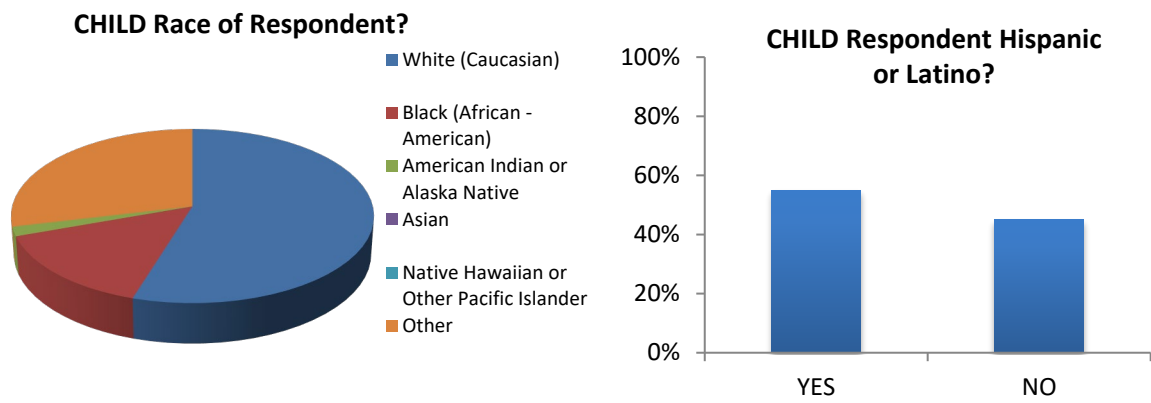 CHILD Race of Respondent?
White (Caucasian)
Black (African -
American)
American Indian or
Alaska Native
Asian
Native Hawaiian or
Other Pacific Islander
Other
CHILD Respondent Hispanic
or Latino?
100%
80%
60%
40%
20%
0%
YES
NO